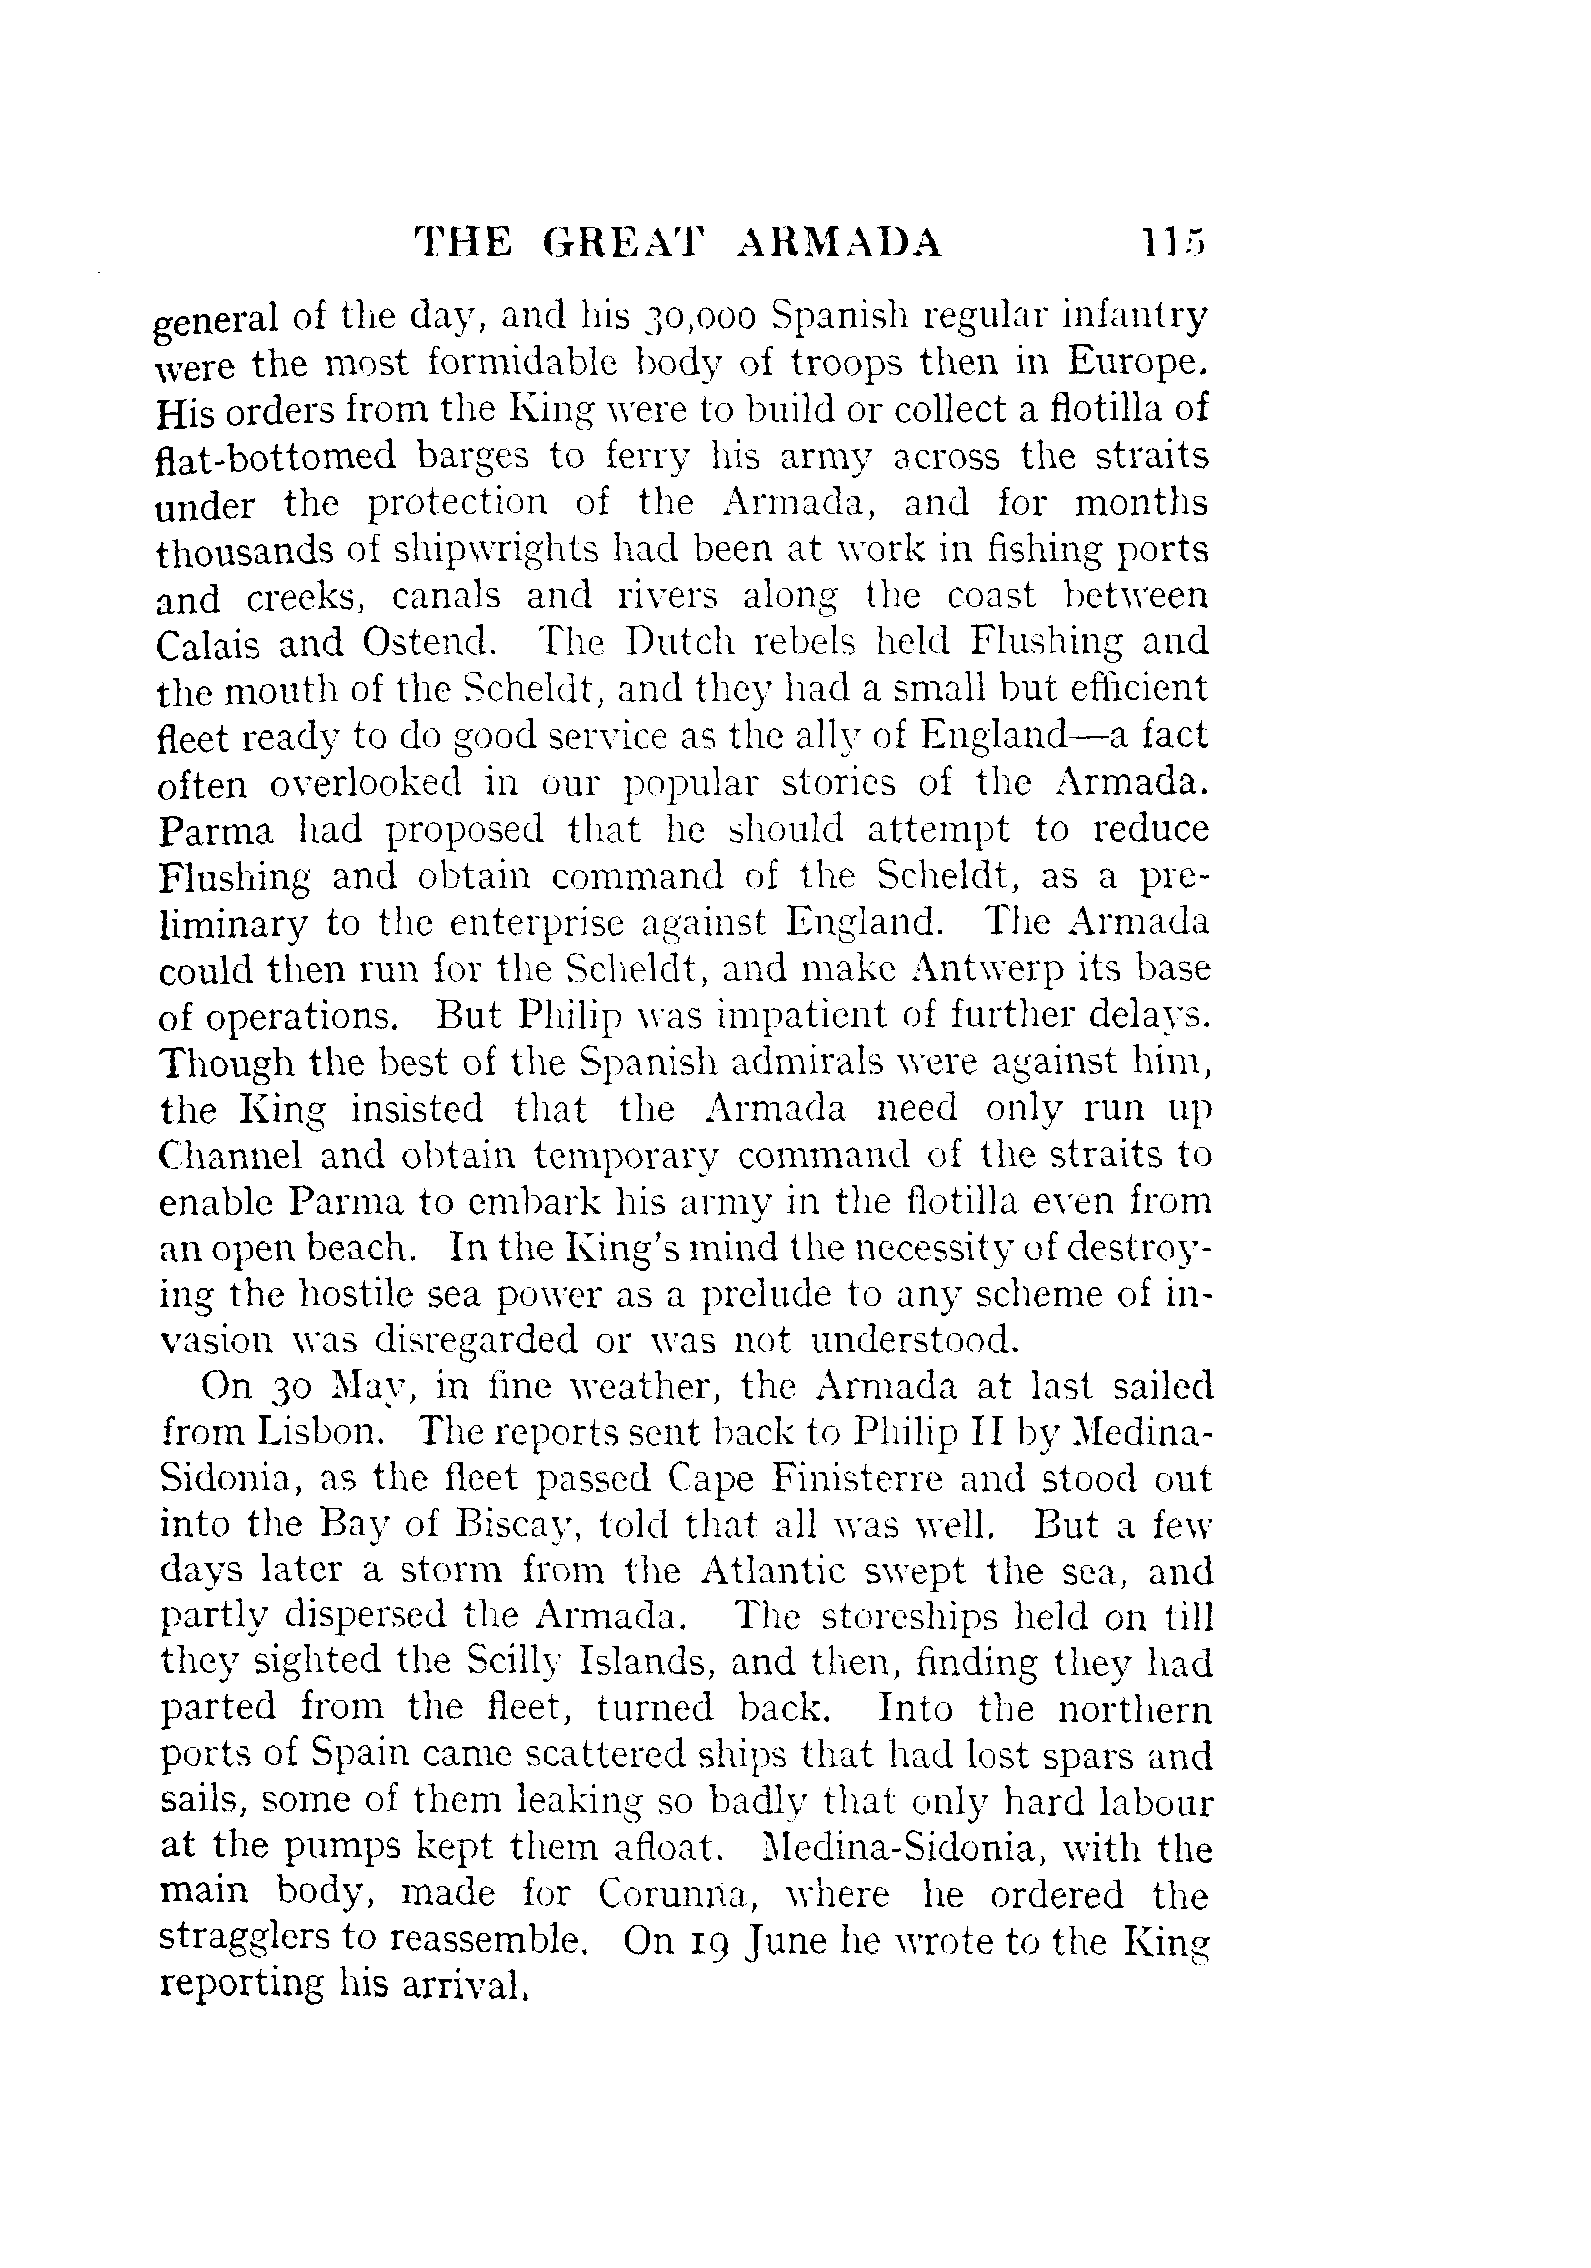 THE GREAT ARMADA 115
general of the day, and his 30,000 Spanish regular infantry
were the most formidable body of troops then in Europe.
His orders from the King were to build or collect a flotilla of
flat-bottomed barges to ferry his army across the straits
under the protection of the Armada, and for months
thousands of shipwrights had been at work in fishing ports
and creeks, canals and rivers along the coast between
Calais and Ostend. The Dutch rebels held Flushing and
the mouth of the Scheldt, and they had a small but efficient
fleet ready to do good service as the ally of England—a fact
often overlooked in our popular stories of the Armada.
Parma had proposed that he should attempt to reduce
Flushing and obtain command of the Scheldt, as a pre-
liminary to the enterprise against England. The Armada
could then run for the Scheldt, and make Antwerp its base
of operations. But Philip was impatient of further delays.
Though the best of the Spanish admirals were against him,
the King insisted that the Armada need only run up
Channel and obtain temporary command of the straits to
enable Parma to embark his army in the flotilla even from
an open beach. In the King's mind the necessity of destroy-
ing the hostile sea power as a prelude to any scheme of in-
vasion was disregarded or was not understood.
On 30 May, in fine weather, the Armada at last sailed
from Lisbon. The reports sent back to Philip II by Medina-
Sidonia, as the fleet passed Cape Finisterre and stood out
into the Bay of Biscay, told that all was well. But a few
days later a storm from the Atlantic swept the sea, and
partly dispersed the Armada. The storeships held on till
they sighted the Scilly Islands, and then, finding they had
parted from the fleet, turned back. Into the northern
ports of Spain came scattered ships that had lost spars and
sails, some of them leaking so badly that only hard labour
at the pumps kept them afloat. Medina-Sidonia, with the
main body, made for Corunna, where he ordered the
stragglers to reassemble. On 19 June he wrote to the King
reporting his arrival.